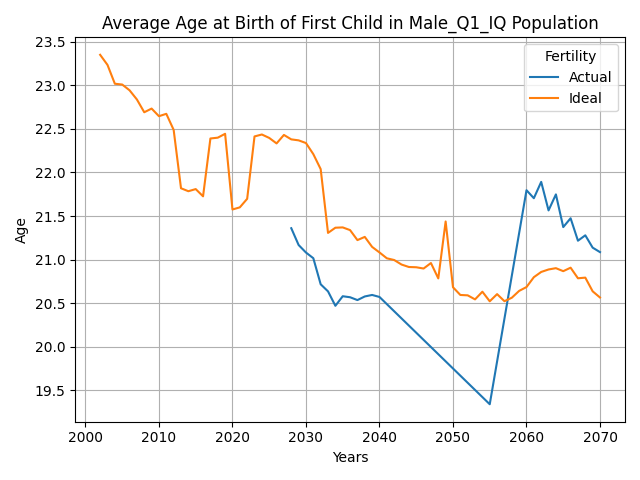 Average Age at Birth of First Child in Male_Q1_IQ Population
Fertility
Actual
Ideal
23.5
23.0
22.5
22.0
21.5
21.0
20.5
20.0
19.5
Age
2000 2010 2020 2030 2040 2050 2060 2070
Years